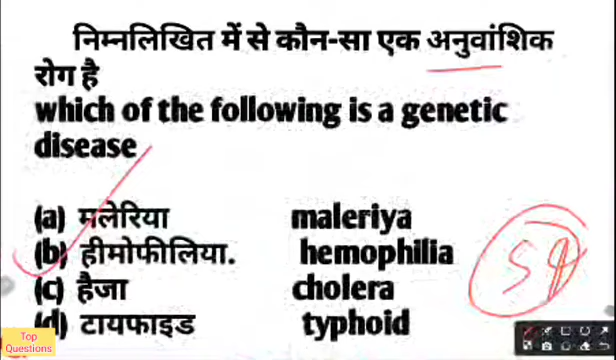 निम्नलिखित में से कौन-सा एक अनुवांशिक
रोग है
which of the following is a genetic
disease
(a) मलेरिया maleriya
(b) हीमोफीलिया. hemophilia
(c) हैजा cholera
(d) टायफाइड typhoid
Top
Questions